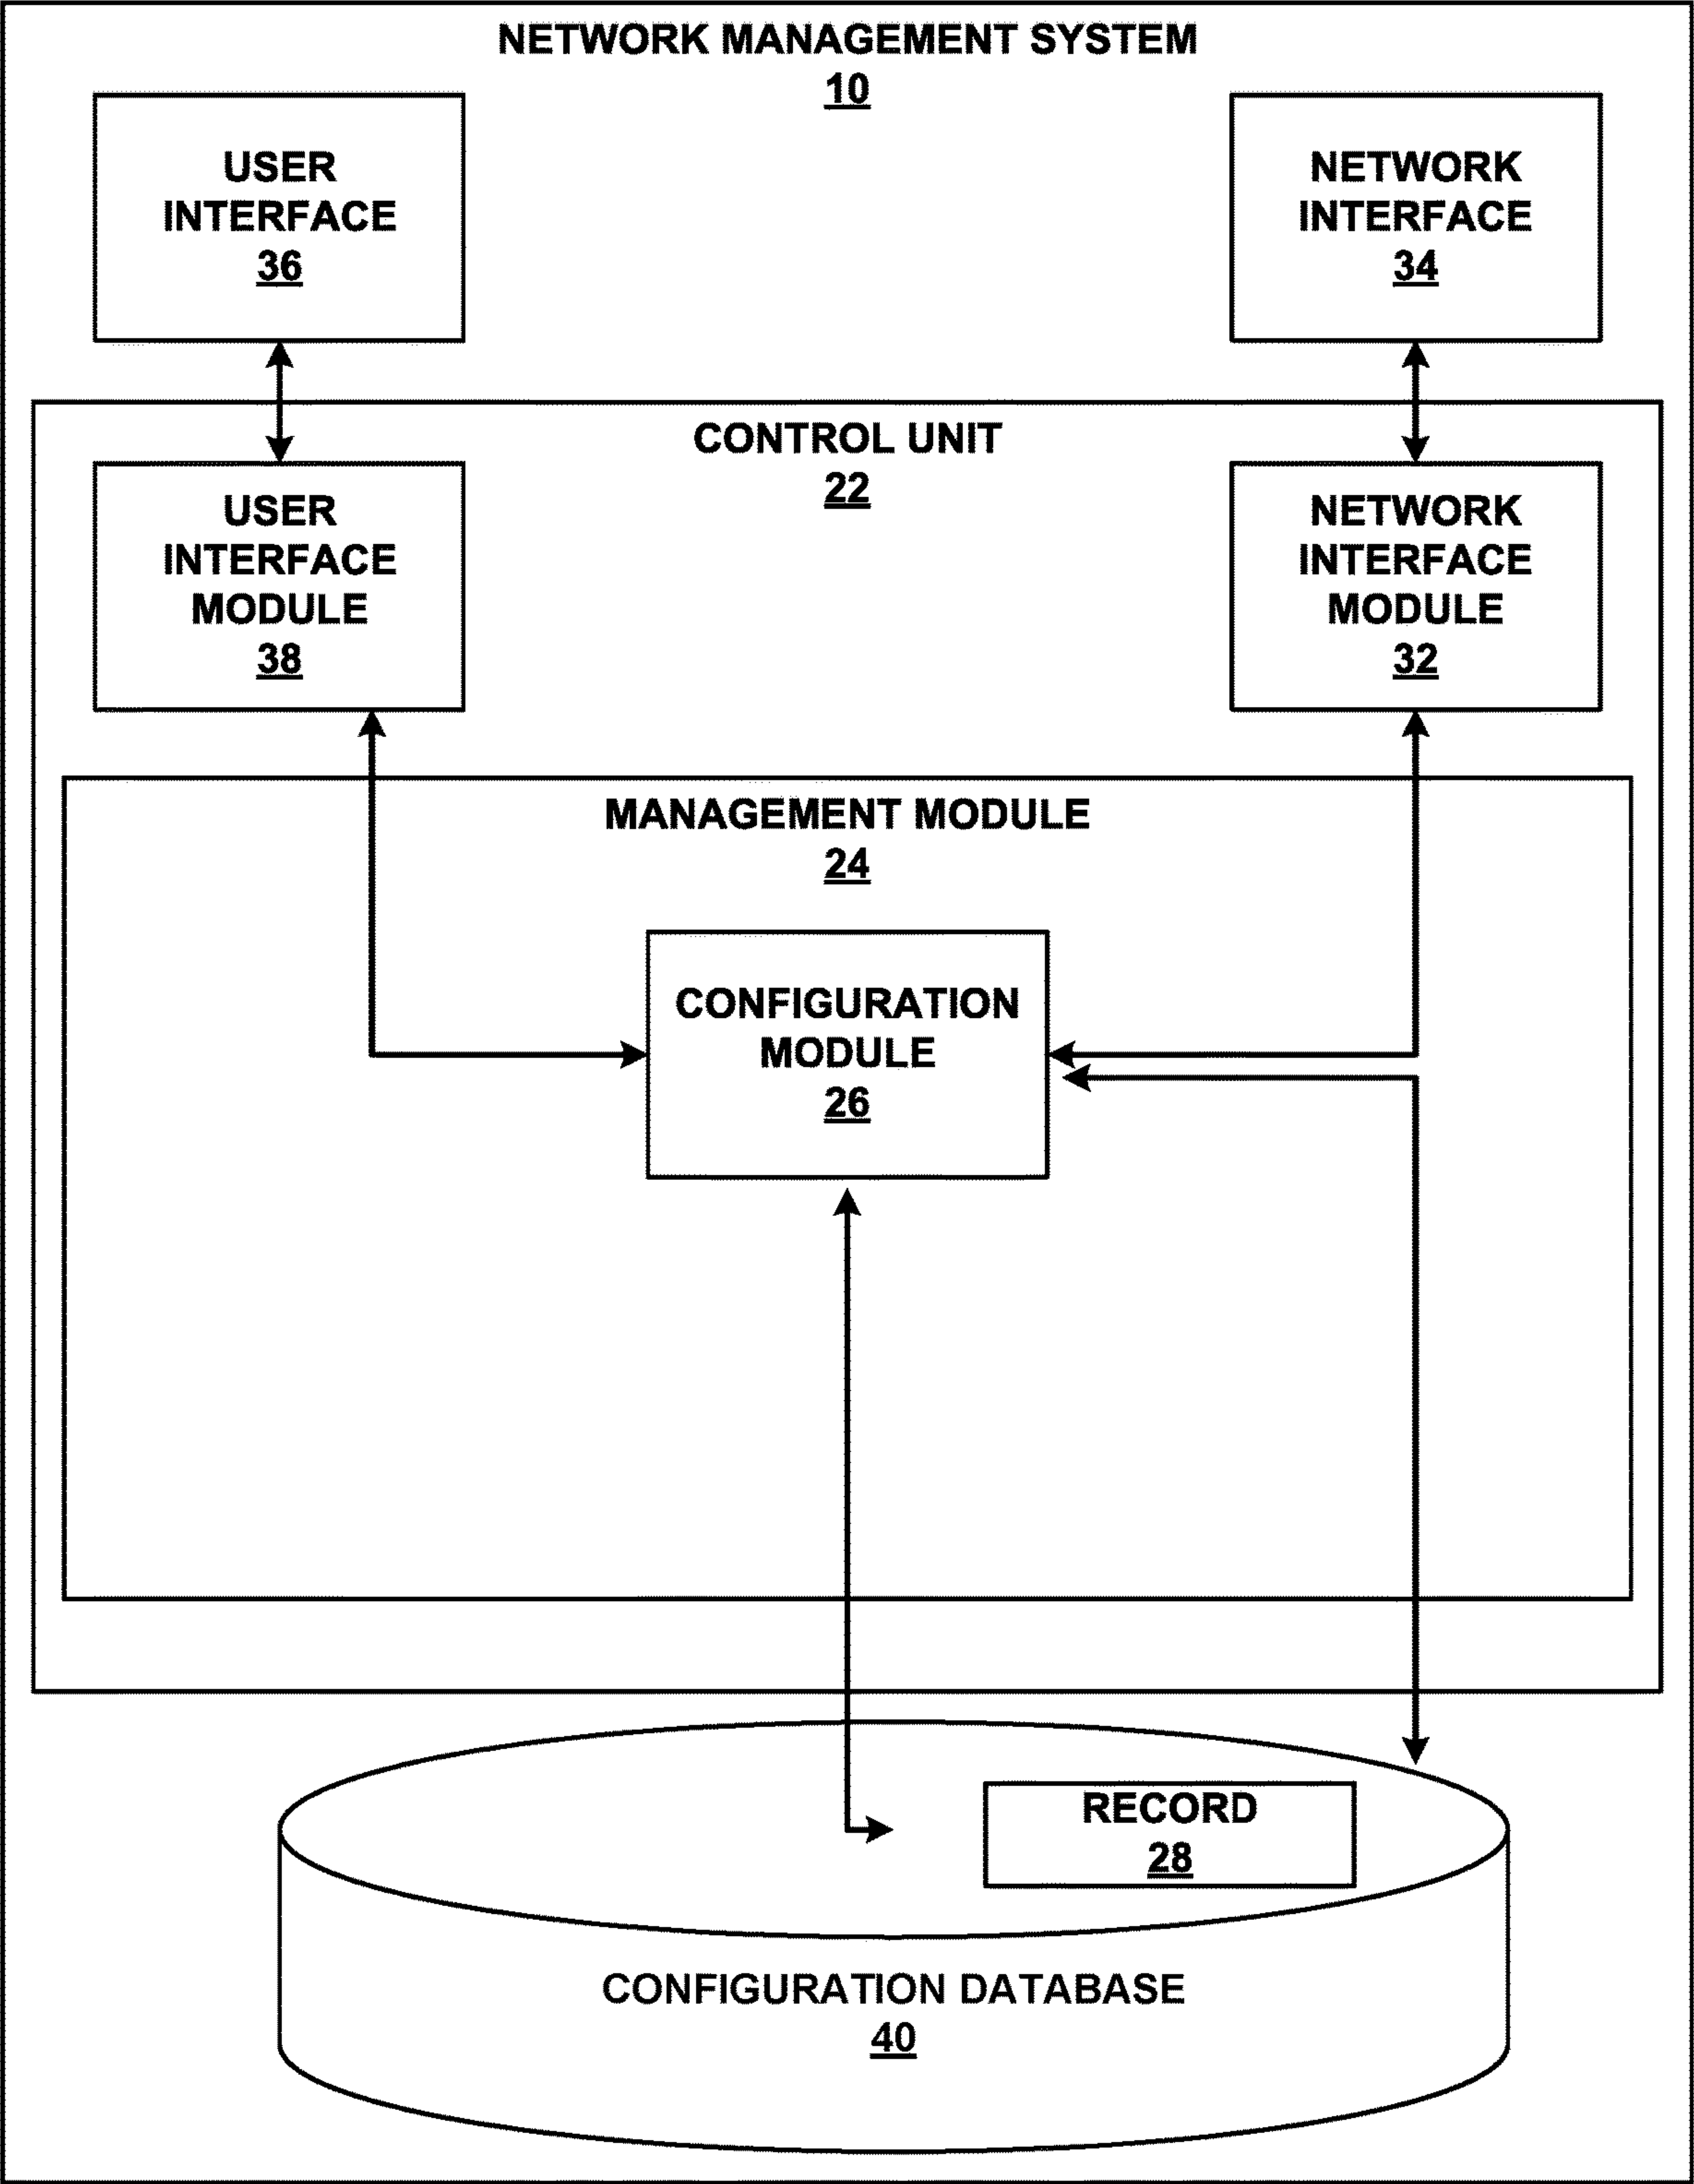 NETWORK MANAGEMENT SYSTEM
10
USER
INTERFACE
36
NETWORK
INTERFACE
34
CONTROL UNIT
22
USER
INTERFACE
MODULE
38
NETWORK
INTERFACE
MODULE
32
MANAGEMENT MODULE
24
CONFIGURATION
MODULE
26
RECORD
28
CONFIGURATION DATABASE
40